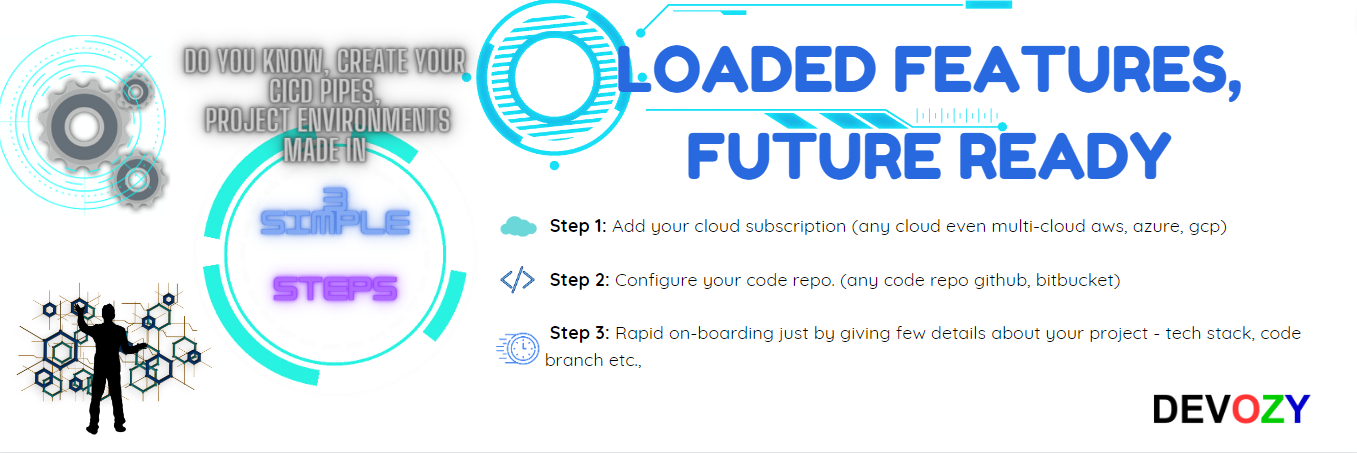 DO YOU KNOW, CREATE YOUR
CICD PIPES,
PROJECT ENVIRONMENTS
MADE IN
3
SIMPLE
STEPS
LOADED FEATURES,
FUTURE READY
Step 1: Add your cloud subscription (any cloud even multi-cloud aws, azure, gcp)
Step 2: Configure your code repo. (any code repo github, bitbucket)
Step 3: Rapid on-boarding just by giving few details about your project - tech stack, code
branch etc.,
DEVOZY